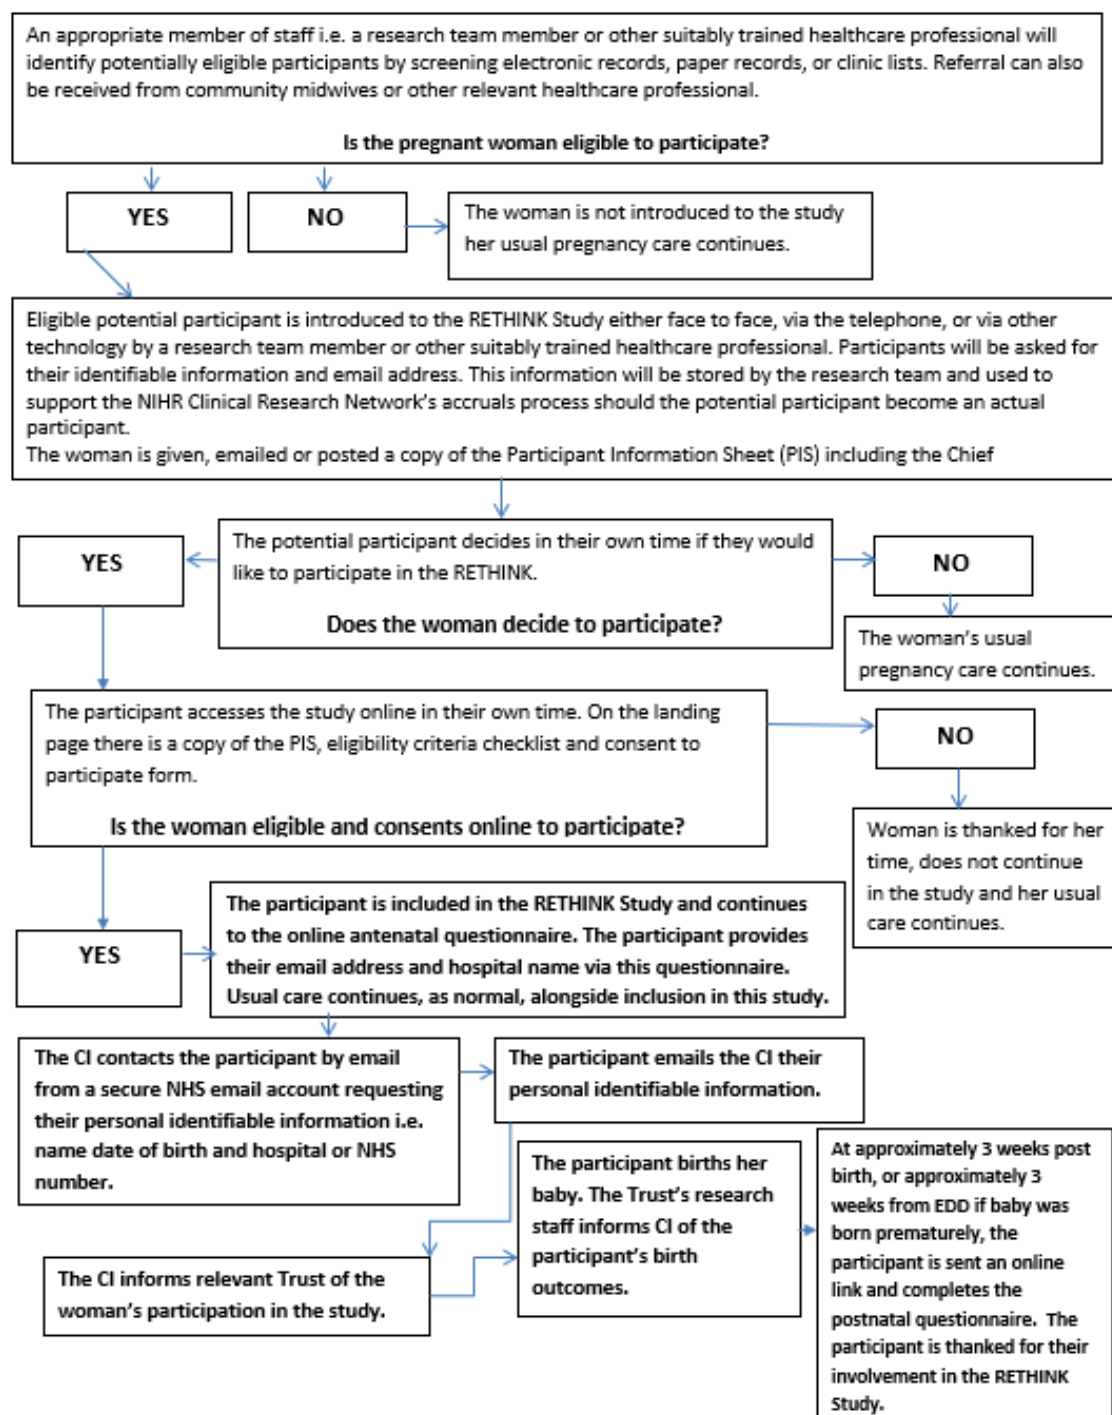 An appropriate member of staff i.e. a research team member or other suitably trained healthcare professional will
identify potentially eligible participants by screening electronic records, paper records, or clinic lists. Referral can also
be received from community midwives or other relevant healthcare professional.
Is the pregnant woman eligible to participate?
YES
NO
The woman is not introduced to the study
her usual pregnancy care continues.
Eligible potential participant is introduced to the RETHINK Study either face to face, via the telephone, or via other
technology by a research team member or other suitably trained healthcare professional. Participants will be asked for
their identifiable information and email address. This information will be stored by the research team and used to
support the NIHR Clinical Research Network's accruals process should the potential participant become an actual
participant.
The woman is given, emailed or posted a copy of the Participant Information Sheet (PIS) including the Chief
YES
The potential participant decides in their own time if they would
like to participate in the RETHINK.
Does the woman decide to participate?
NO
The woman's usual
pregnancy care continues.
The participant accesses the study online in their own time. On the landing
page there is a copy of the PIS, eligibility criteria checklist and consent to
participate form.
Is the woman eligible and consents online to participate?
NO
Woman is thanked for her
time, does not continue
in the study and her usual
care continues.
YES
The participant is included in the RETHINK Study and continues
to the online antenatal questionnaire. The participant provides
their email address and hospital name via this questionnaire.
Usual care continues, as normal, alongside inclusion in this study.
The CI contacts the participant by email
from a secure NHS email account requesting
their personal identifiable information i.e.
name date of birth and hospital or NHS
number.
The participant emails the CI their
personal identifiable information.
The CI informs relevant Trust of the
woman's participation in the study.
The participant births her
baby. The Trust's research
staff informs CI of the
participant's birth
outcomes.
At approximately 3 weeks post
birth, or approximately 3
weeks from EDD if baby was
born prematurely, the
participant is sent an online
link and completes the
postnatal questionnaire. The
participant is thanked for their
involvement in the RETHINK
Study.